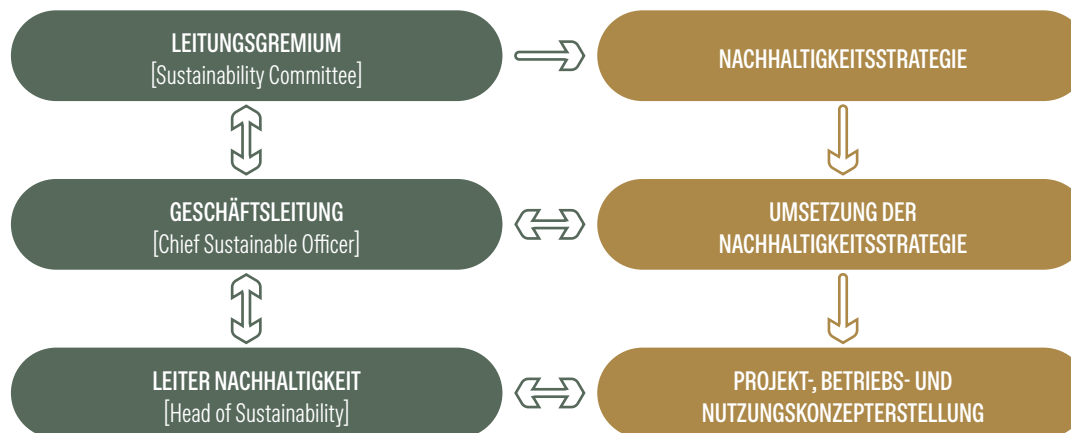 LEITUNGSGREMIUM
[Sustainability Committee]
NACHHALTIGKEITSSTRATEGIE
GESCHÄFTSLEITUNG
[Chief Sustainable Officer]
UMSETZUNG DER
NACHHALTIGKEITSSTRATEGIE
LEITER NACHHALTIGKEIT
[Head of Sustainability]
PROJEKT-, BETRIEBS- UND
NUTZUNGSKONZEPTERSTELLUNG